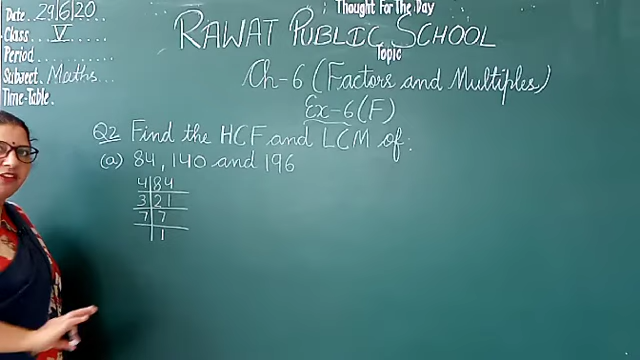 Thought For The Day
Date 29/6/20
Class V
Period
Subject Maths
Time-Table.
RAWAT PUBLIC SCHOOL
Topic
Ch-6 (Factors and Multiples)
Ex-6(F)
Q2 Find the HCF and LCM of:
(a) 84, 140 and 196
4 | 84
3 | 21
7 | 7
| 1